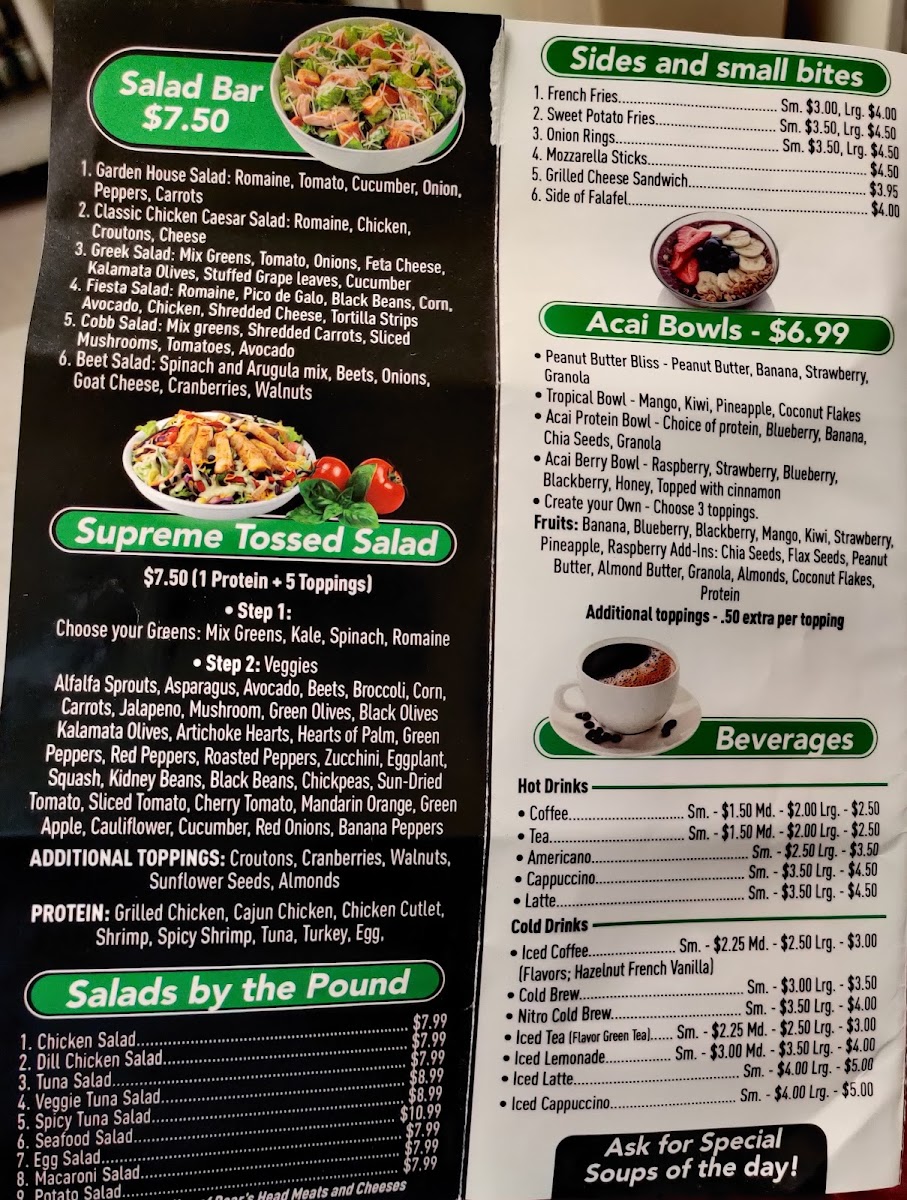 Salad Bar
$7.50
1. Garden House Salad: Romaine, Tomato, Cucumber, Onion,
Peppers, Carrots
2. Classic Chicken Caesar Salad: Romaine, Chicken,
Croutons, Cheese
3. Greek Salad: Mix Greens, Tomato, Onions, Feta Cheese,
Kalamata Olives, Stuffed Grape leaves, Cucumber
4. Fiesta Salad: Romaine, Pico de Galo, Black Beans, Corn,
Avocado, Chicken, Shredded Cheese, Tortilla Strips
5. Cobb Salad: Mix greens, Shredded Carrots, Sliced
Mushrooms, Tomatoes, Avocado
6. Beet Salad: Spinach and Arugula mix, Beets, Onions,
Goat Cheese, Cranberries, Walnuts
Supreme Tossed Salad
$7.50 (1 Protein + 5 Toppings)
• Step 1:
Choose your Greens: Mix Greens, Kale, Spinach, Romaine
• Step 2: Veggies
Alfalfa Sprouts, Asparagus, Avocado, Beets, Broccoli, Corn,
Carrots, Jalapeno, Mushroom, Green Olives, Black Olives
Kalamata Olives, Artichoke Hearts, Hearts of Palm, Green
Peppers, Red Peppers, Roasted Peppers, Zucchini, Eggplant,
Squash, Kidney Beans, Black Beans, Chickpeas, Sun-Dried
Tomato, Sliced Tomato, Cherry Tomato, Mandarin Orange, Green
Apple, Cauliflower, Cucumber, Red Onions, Banana Peppers
ADDITIONAL TOPPINGS: Croutons, Cranberries, Walnuts,
Sunflower Seeds, Almonds
PROTEIN: Grilled Chicken, Cajun Chicken, Chicken Cutlet,
Shrimp, Spicy Shrimp, Tuna, Turkey, Egg,
Salads by the Pound
1. Chicken Salad..... $7.99
2. Dill Chicken Salad..... $7.99
3. Tuna Salad..... $7.99
4. Veggie Tuna Salad..... $8.99
5. Spicy Tuna Salad..... $8.99
6. Seafood Salad..... $10.99
7. Egg Salad..... $7.99
8. Macaroni Salad..... $7.99
9. Potato Salad..... $7.99
Head Meats and Cheeses
Sides and small bites
1. French Fries..... Sm. $3.00, Lrg. $4.00
2. Sweet Potato Fries..... Sm. $3.50, Lrg. $4.50
3. Onion Rings..... Sm. $3.50, Lrg. $4.50
4. Mozzarella Sticks..... $4.50
5. Grilled Cheese Sandwich..... $3.95
6. Side of Falafel..... $4.00
Acai Bowls - $6.99
• Peanut Butter Bliss - Peanut Butter, Banana, Strawberry,
Granola
• Tropical Bowl - Mango, Kiwi, Pineapple, Coconut Flakes
• Acai Protein Bowl - Choice of protein, Blueberry, Banana,
Chia Seeds, Granola
• Acai Berry Bowl - Raspberry, Strawberry, Blueberry,
Blackberry, Honey, Topped with cinnamon
• Create your Own - Choose 3 toppings.
Fruits: Banana, Blueberry, Blackberry, Mango, Kiwi, Strawberry,
Pineapple, Raspberry Add-Ins: Chia Seeds, Flax Seeds, Peanut
Butter, Almond Butter, Granola, Almonds, Coconut Flakes,
Protein
Additional toppings - .50 extra per topping
Beverages
Hot Drinks
• Coffee..... Sm. - $1.50 Md. - $2.00 Lrg. - $2.50
• Tea..... Sm. - $1.50 Md. - $2.00 Lrg. - $2.50
• Americano..... Sm. - $2.50 Lrg. - $3.50
• Cappuccino..... Sm. - $3.50 Lrg. - $4.50
• Latte..... Sm. - $3.50 Lrg. - $4.50
Cold Drinks
• Iced Coffee..... Sm. - $2.25 Md. - $2.50 Lrg. - $3.00
(Flavors; Hazelnut French Vanilla)
• Cold Brew..... Sm. - $3.00 Lrg. - $3.50
• Nitro Cold Brew..... Sm. - $3.50 Lrg. - $4.00
• Iced Tea (Flavor Green Tea)..... Sm. - $2.25 Md. - $2.50 Lrg. - $3.00
• Iced Lemonade..... Sm. - $3.00 Md. - $3.50 Lrg. - $4.00
• Iced Latte..... Sm. - $4.00 Lrg. - $5.00
• Iced Cappuccino..... Sm. - $4.00 Lrg. - $5.00
Ask for Special
Soups of the day!